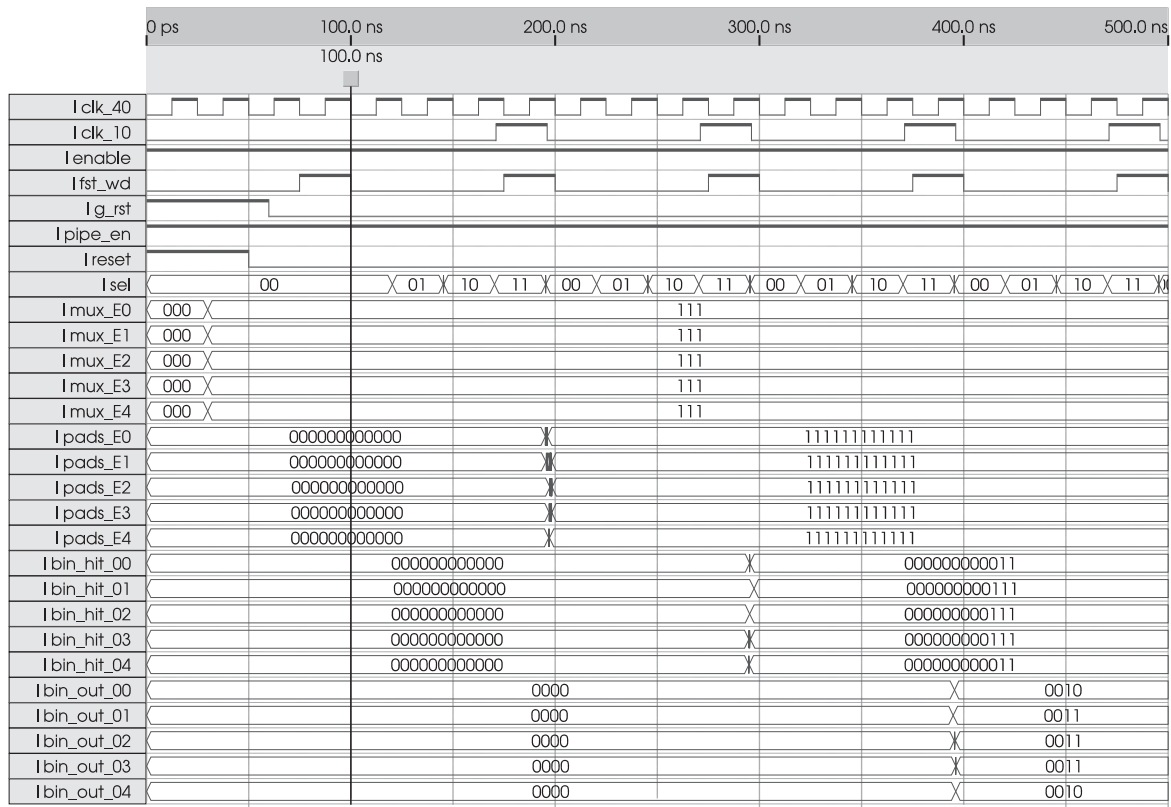 0 ps 100.0 ns 200.0 ns 300.0 ns 400.0 ns 500.0 ns
100.0 ns
I clk_40
I clk_10
I enable
I fst_wd
I g_rst
I pipe_en
I reset
I sel 00 01 10 11 00 01 10 11 00 01 10 11 00 01 10 11
I mux_E0 000 111
I mux_E1 000 111
I mux_E2 000 111
I mux_E3 000 111
I mux_E4 000 111
I pads_E0 000000000000 111111111111
I pads_E1 000000000000 111111111111
I pads_E2 000000000000 111111111111
I pads_E3 000000000000 111111111111
I pads_E4 000000000000 111111111111
I bin_hit_00 000000000000 000000000011
I bin_hit_01 000000000000 000000000111
I bin_hit_02 000000000000 000000000111
I bin_hit_03 000000000000 000000000111
I bin_hit_04 000000000000 000000000011
I bin_out_00 0000 0010
I bin_out_01 0000 0011
I bin_out_02 0000 0011
I bin_out_03 0000 0011
I bin_out_04 0000 0010